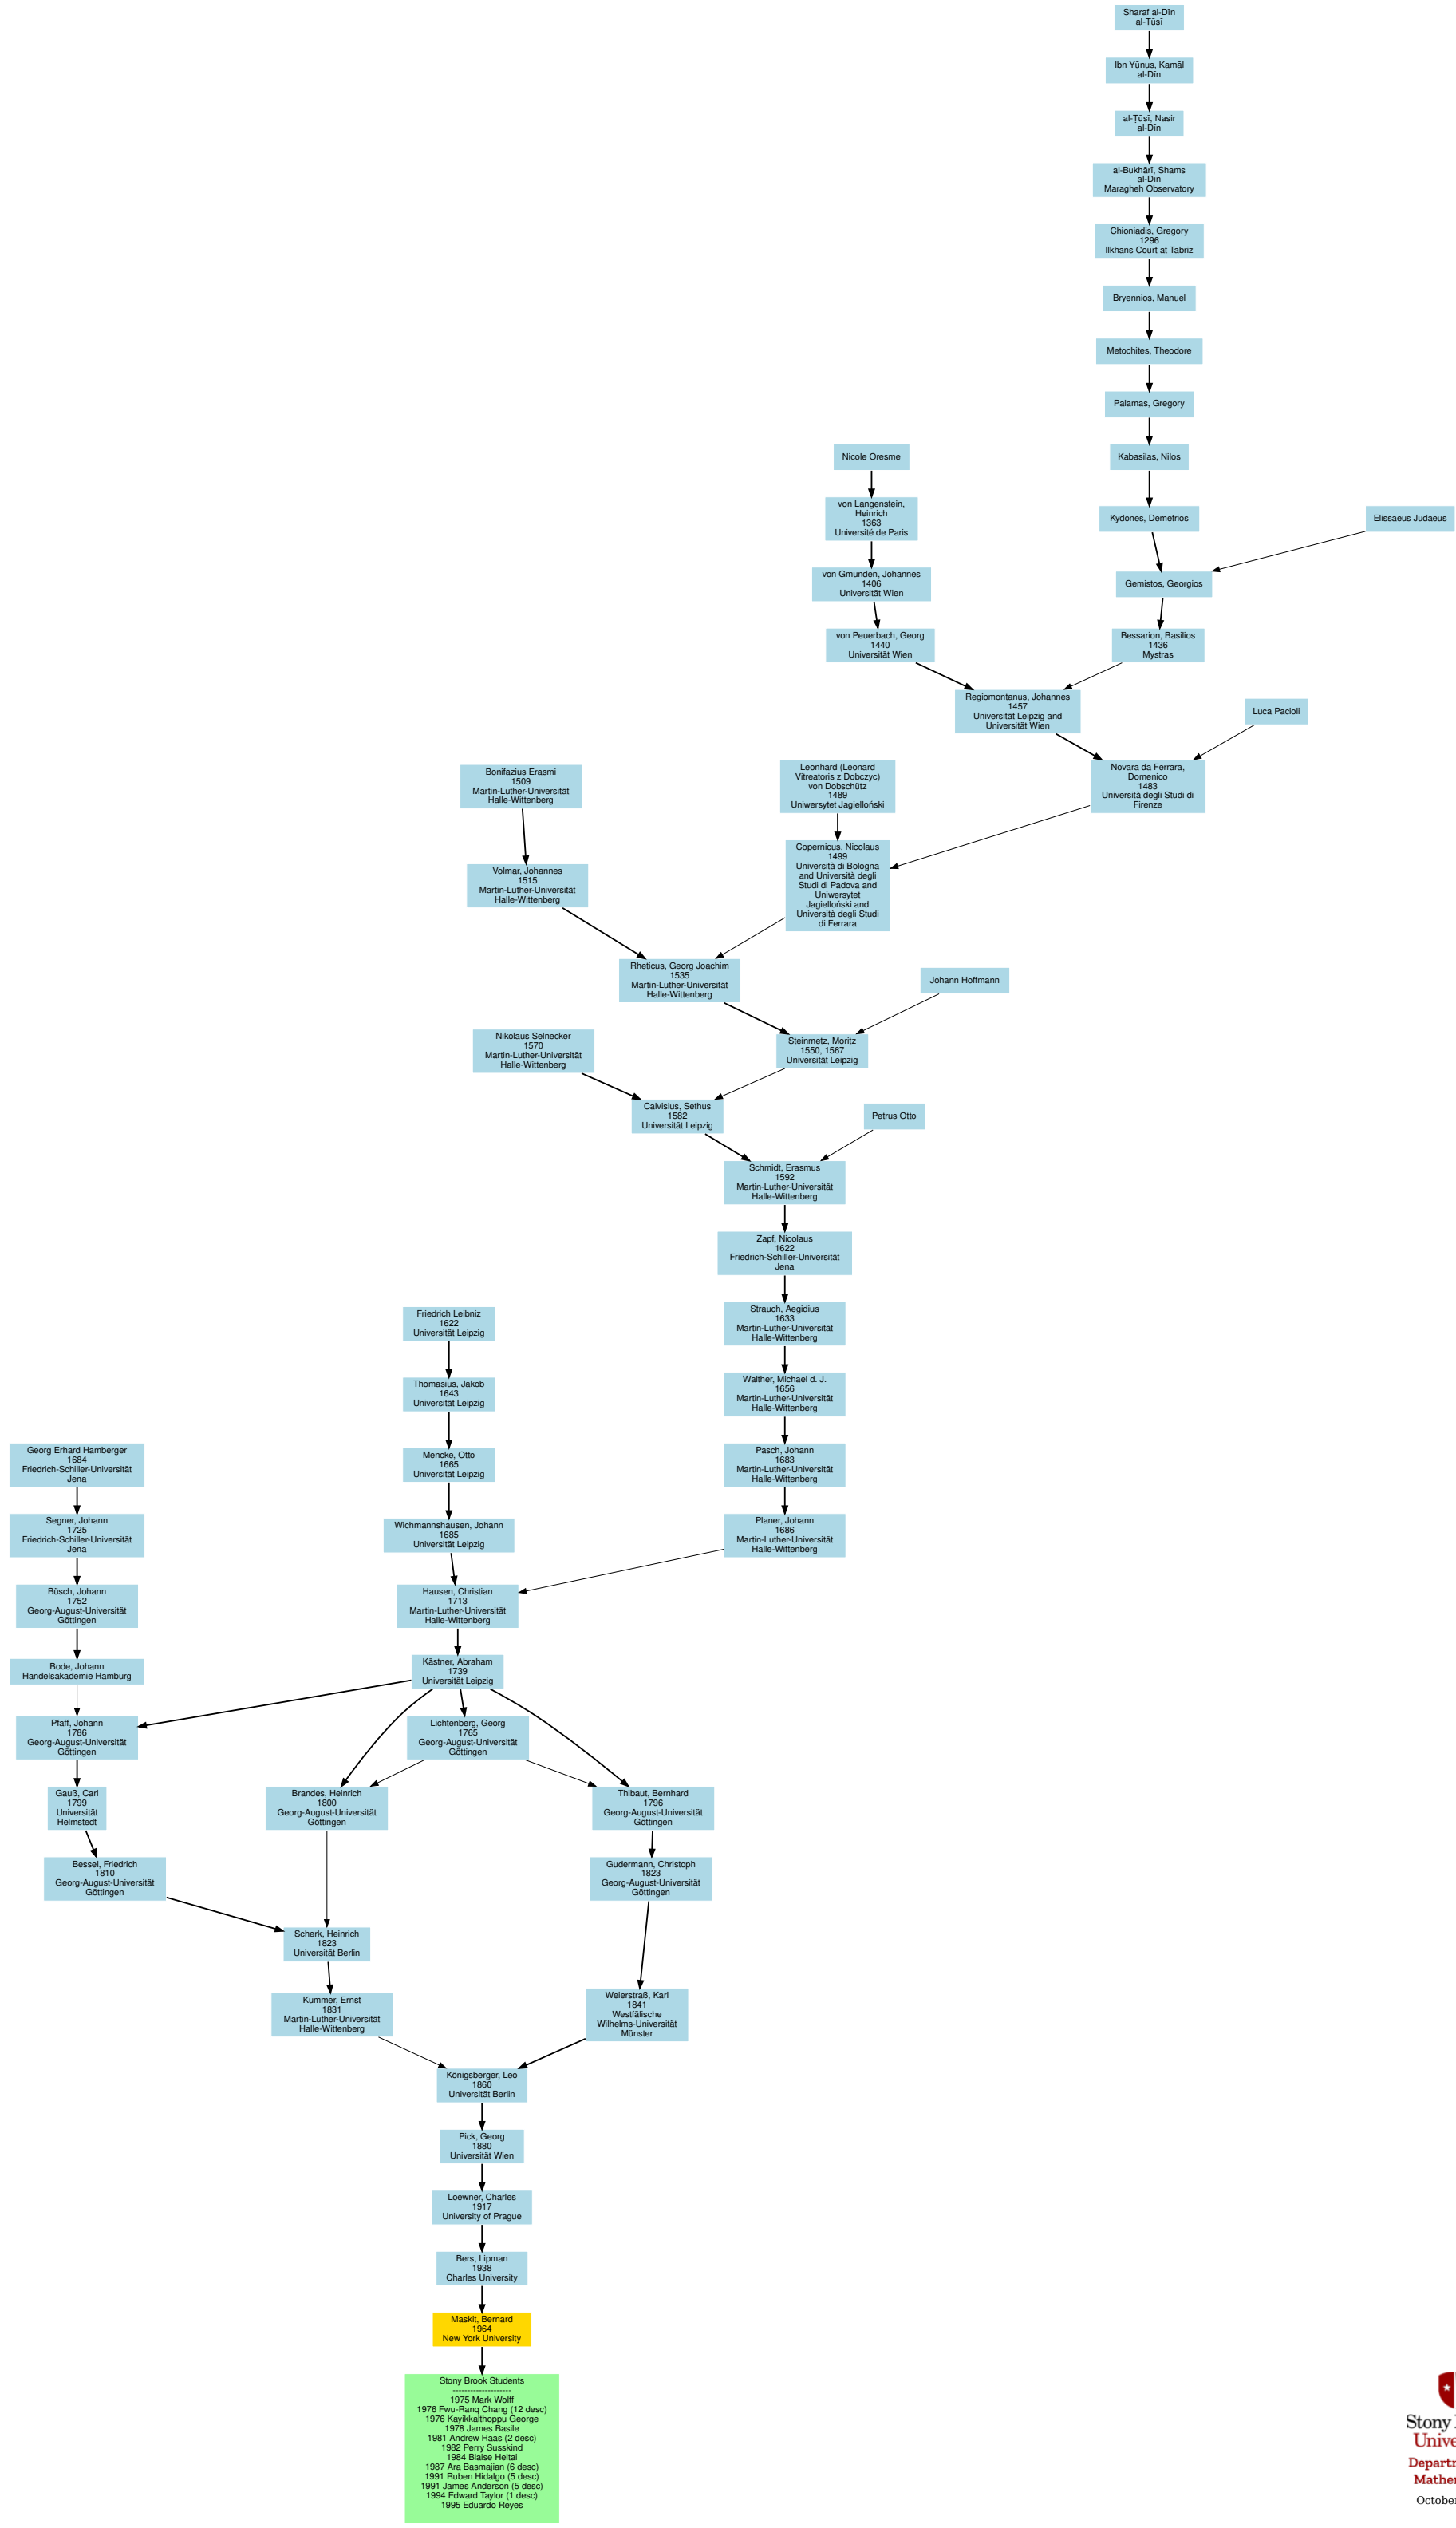 Sharaf al-Dīn
al-Ṭūsī
Ibn Yūnus, Kamāl
al-Dīn
al-Ṭūsī, Nasir
al-Dīn
al-Bukhārī, Shams
al-Dīn
Maragheh Observatory
Chioniadis, Gregory
1296
Ilkhans Court at Tabriz
Bryennios, Manuel
Metochites, Theodore
Palamas, Gregory
Nicole Oresme
Kabasilas, Nilos
von Langenstein,
Heinrich
1363
Université de Paris
Kydones, Demetrios
Elissaeus Judaeus
von Gmunden, Johannes
1406
Universität Wien
Gemistos, Georgios
von Peuerbach, Georg
1440
Universität Wien
Bessarion, Basilios
1436
Mystras
Regiomontanus, Johannes
1457
Universität Leipzig and
Universität Wien
Luca Pacioli
Bonifazius Erasmi
1509
Martin-Luther-Universität
Halle-Wittenberg
Leonhard (Leonard
Vitreatoris z Dobczyc)
von Dobschütz
1489
Uniwersytet Jagielloński
Novara da Ferrara,
Domenico
1483
Università degli Studi di
Firenze
Volmar, Johannes
1515
Martin-Luther-Universität
Halle-Wittenberg
Copernicus, Nicolaus
1499
Università di Bologna
and Università degli
Studi di Padova and
Uniwersytet
Jagielloński and
Università degli Studi
di Ferrara
Rheticus, Georg Joachim
1535
Martin-Luther-Universität
Halle-Wittenberg
Johann Hoffmann
Nikolaus Selnecker
1570
Martin-Luther-Universität
Halle-Wittenberg
Steinmetz, Moritz
1550, 1567
Universität Leipzig
Calvisius, Sethus
1582
Universität Leipzig
Petrus Otto
Schmidt, Erasmus
1592
Martin-Luther-Universität
Halle-Wittenberg
Zapf, Nicolaus
1622
Friedrich-Schiller-Universität
Jena
Friedrich Leibniz
1622
Universität Leipzig
Strauch, Aegidius
1633
Martin-Luther-Universität
Halle-Wittenberg
Thomasius, Jakob
1643
Universität Leipzig
Walther, Michael d. J.
1656
Martin-Luther-Universität
Halle-Wittenberg
Georg Erhard Hamberger
1684
Friedrich-Schiller-Universität
Jena
Mencke, Otto
1665
Universität Leipzig
Pasch, Johann
1683
Martin-Luther-Universität
Halle-Wittenberg
Segner, Johann
1725
Friedrich-Schiller-Universität
Jena
Wichmannshausen, Johann
1685
Universität Leipzig
Planer, Johann
1686
Martin-Luther-Universität
Halle-Wittenberg
Büsch, Johann
1752
Georg-August-Universität
Göttingen
Hausen, Christian
1713
Martin-Luther-Universität
Halle-Wittenberg
Bode, Johann
Handelsakademie Hamburg
Kästner, Abraham
1739
Universität Leipzig
Pfaff, Johann
1786
Georg-August-Universität
Göttingen
Lichtenberg, Georg
1765
Georg-August-Universität
Göttingen
Gauß, Carl
1799
Universität
Helmstedt
Brandes, Heinrich
1800
Georg-August-Universität
Göttingen
Thibaut, Bernhard
1796
Georg-August-Universität
Göttingen
Bessel, Friedrich
1810
Georg-August-Universität
Göttingen
Gudermann, Christoph
1823
Georg-August-Universität
Göttingen
Scherk, Heinrich
1823
Universität Berlin
Kummer, Ernst
1831
Martin-Luther-Universität
Halle-Wittenberg
Weierstraß, Karl
1841
Westfälische
Wilhelms-Universität
Münster
Königsberger, Leo
1860
Universität Berlin
Pick, Georg
1880
Universität Wien
Loewner, Charles
1917
University of Prague
Bers, Lipman
1938
Charles University
Maskit, Bernard
1964
New York University
Stony Brook Students
--------------------
1975 Mark Wolff
1976 Fwu-Ranq Chang (12 desc)
1976 Kayikkalthoppu George
1978 James Basile
1981 Andrew Haas (2 desc)
1982 Perry Susskind
1984 Blaise Heltai
1987 Ara Basmajian (6 desc)
1991 Ruben Hidalgo (5 desc)
1991 James Anderson (5 desc)
1994 Edward Taylor (1 desc)
1995 Eduardo Reyes
Stony
Unive
Departm
Mathe
October